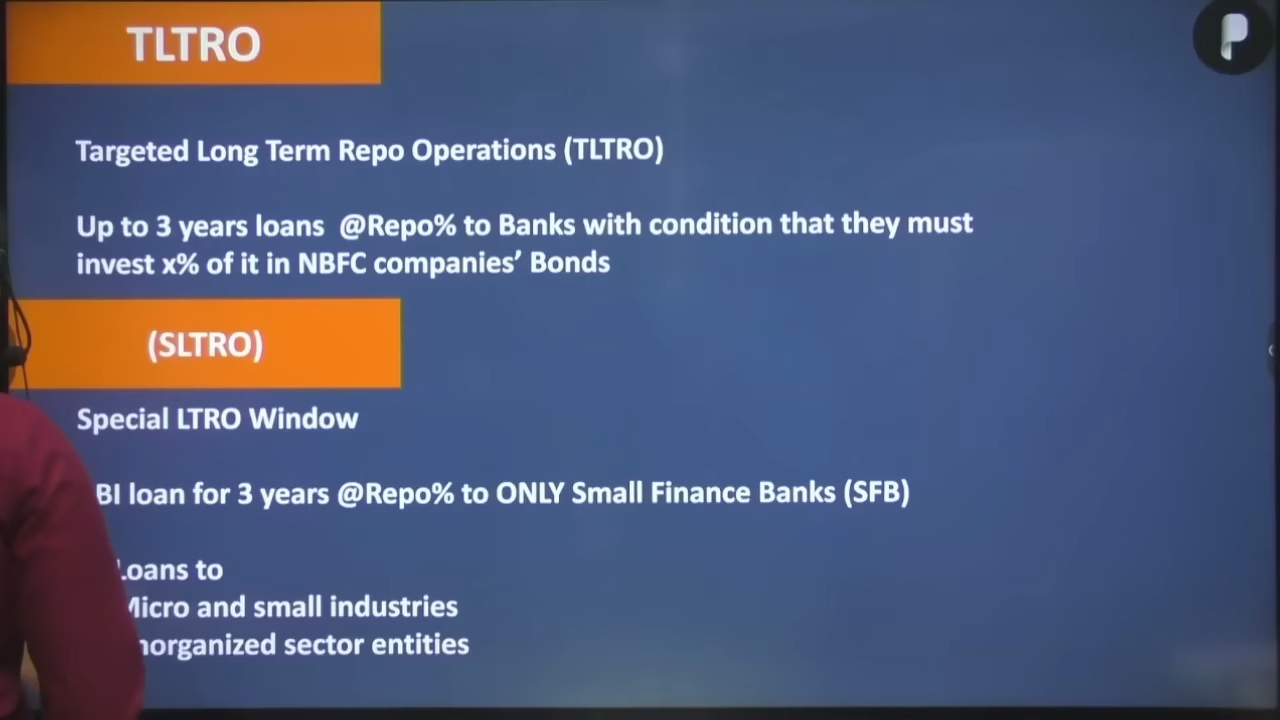 TLTRO
Targeted Long Term Repo Operations (TLTRO)
Up to 3 years loans @Repo% to Banks with condition that they must
invest x% of it in NBFC companies’ Bonds
(SLTRO)
Special LTRO Window
BI loan for 3 years @Repo% to ONLY Small Finance Banks (SFB)
Loans to
Micro and small industries
norganized sector entities